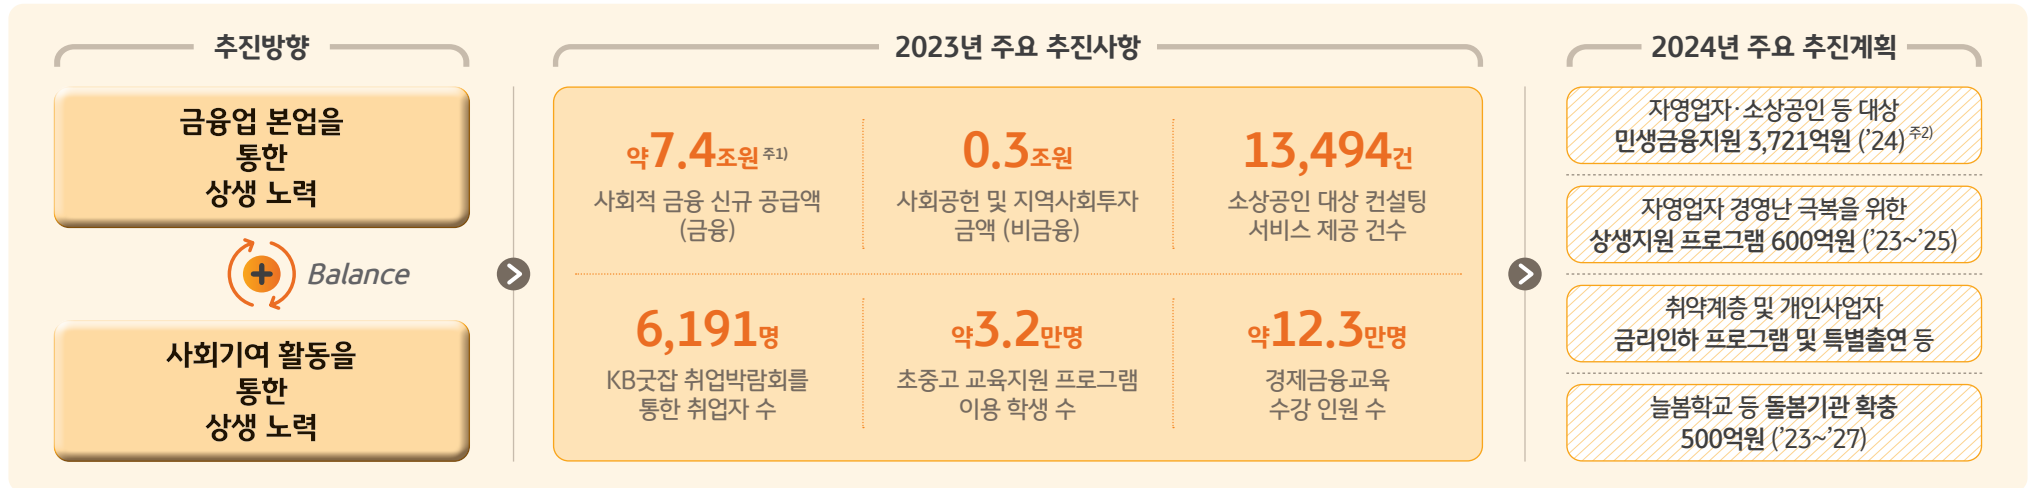 추진방향
금융업 본업을
통한
상생 노력
Balance
사회기여 활동을
통한
상생 노력
2023년 주요 추진사항
약7.4조원 주1)
사회적 금융 신규 공급액
(금융)
0.3조원
사회공헌 및 지역사회투자
금액 (비금융)
13,494건
소상공인 대상 컨설팅
서비스 제공 건수
6,191명
KB굿잡 취업박람회를
통한 취업자 수
약3.2만명
초중고 교육지원 프로그램
이용 학생 수
약12.3만명
경제금융교육
수강 인원 수
2024년 주요 추진계획
자영업자·소상공인 등 대상
민생금융지원 3,721억원 (’24) 주2)
자영업자 경영난 극복을 위한
상생지원 프로그램 600억원 (’23~’25)
취약계층 및 개인사업자
금리인하 프로그램 및 특별출연 등
늘봄학교 등 돌봄기관 확충
500억원 (’23~’27)